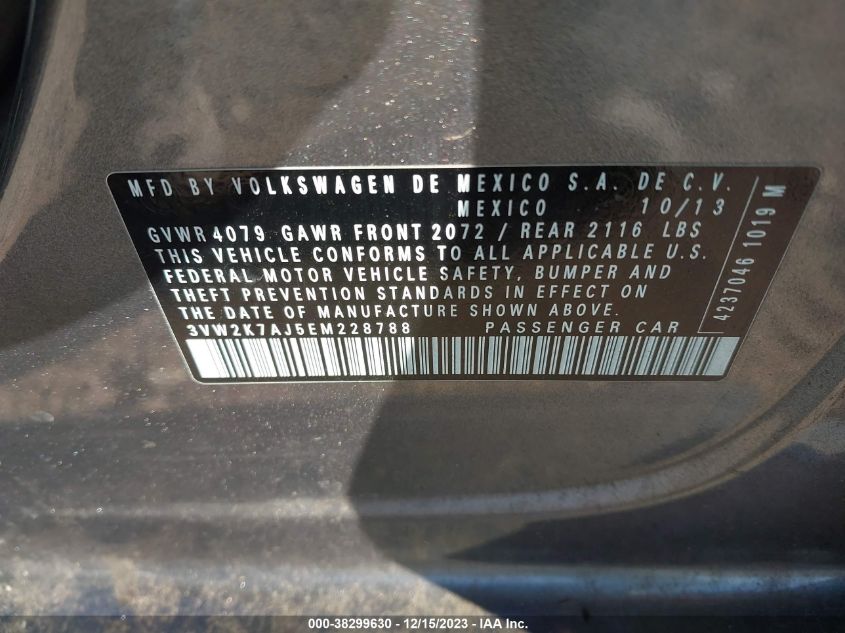 MFD BY VOLKSWAGEN DE MEXICO S.A. DE C.V.
MEXICO 10/13
GVWR 4079 GAWR FRONT 2072 / REAR 2116 LBS
THIS VEHICLE CONFORMS TO ALL APPLICABLE U.S.
FEDERAL MOTOR VEHICLE SAFETY, BUMPER AND
THEFT PREVENTION STANDARDS IN EFFECT ON
THE DATE OF MANUFACTURE SHOWN ABOVE.
3VW2K7AJ5EM228788 PASSENGER CAR
4237046 1019 M
000-38299630 - 12/15/2023 - IAA Inc.